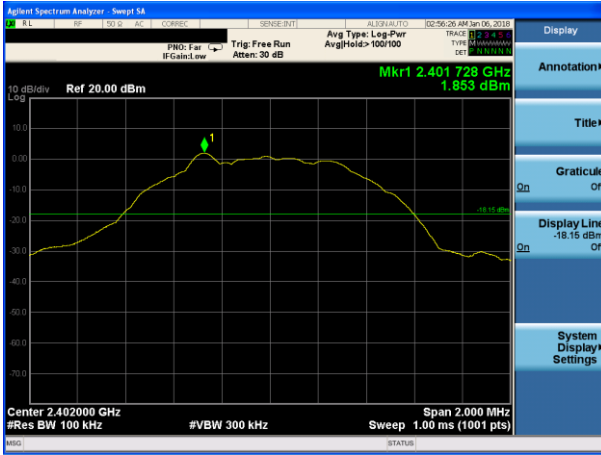 Agilent Spectrum Analyzer - Swept SA
RL RF 50 Ω AC CORREC SENSE:INT ALIGNAUTO 02:56:26 AM Jan 06, 2018
Display
Avg Type: Log-Pwr
TRACE 1 2 3 4 5 6
PNO: Far
Trig: Free Run
Avg|Hold:>100/100
TYPE
IFGain:Low
Atten: 30 dB
DET P N N N N N
Mkr1 2.401 728 GHz
1.853 dBm
10 dB/div
Ref 20.00 dBm
Log
Annotation
Title
Graticule
On
Display Line
-18.15 dBm
On
System
Display
Settings
10.0
0.00
-10.0
-20.0
-30.0
-40.0
-50.0
-60.0
-70.0
1
-18.15 dBm
Center 2.402000 GHz
Span 2.000 MHz
#Res BW 100 kHz
#VBW 300 kHz
Sweep 1.00 ms (1001 pts)
MSG
STATUS